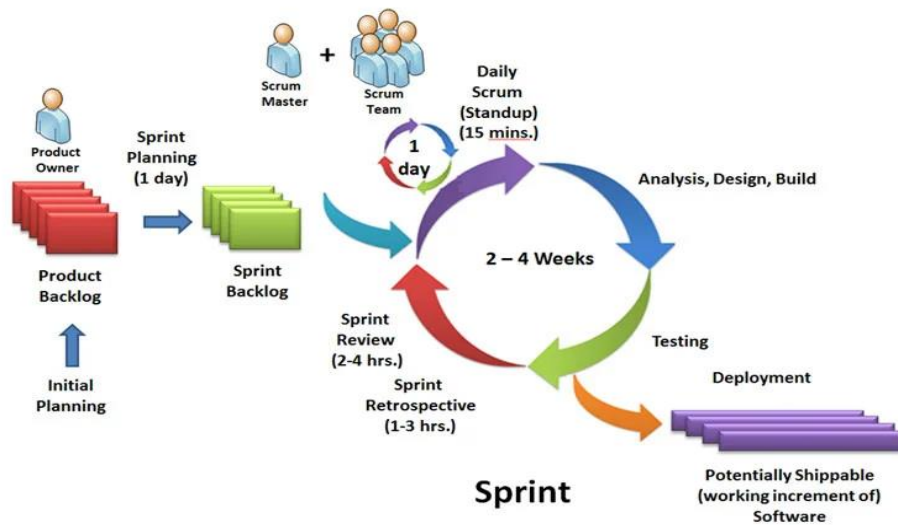 Scrum
Master
+
Scrum
Team
Daily
Scrum
(Standup)
(15 mins.)
Product
Owner
Sprint
Planning
(1 day)
1
day
Analysis, Design, Build
2 – 4 Weeks
Product
Backlog
Sprint
Backlog
Sprint
Review
(2-4 hrs.)
Testing
Initial
Planning
Sprint
Retrospective
(1-3 hrs.)
Deployment
Potentially Shippable
(working increment of)
Software
Sprint